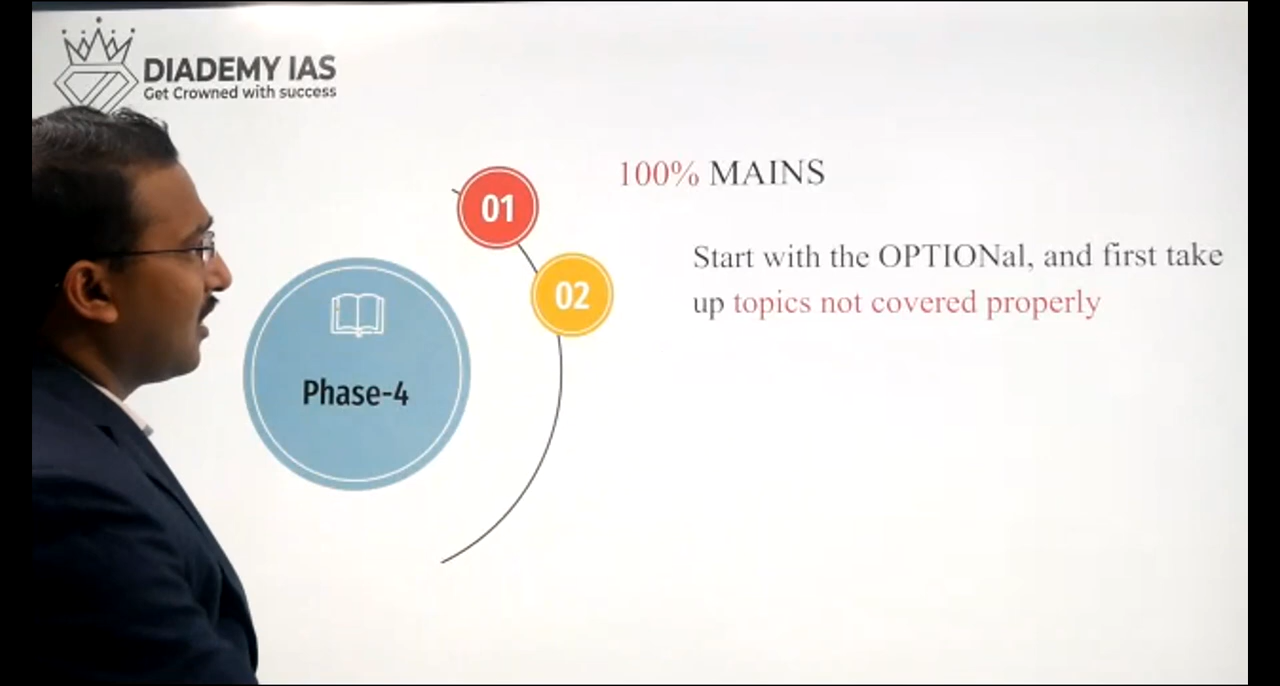 DIADEMY IAS
Get Crowned with success
01
100% MAINS
02
Start with the OPTIONal, and first take
up topics not covered properly
Phase-4